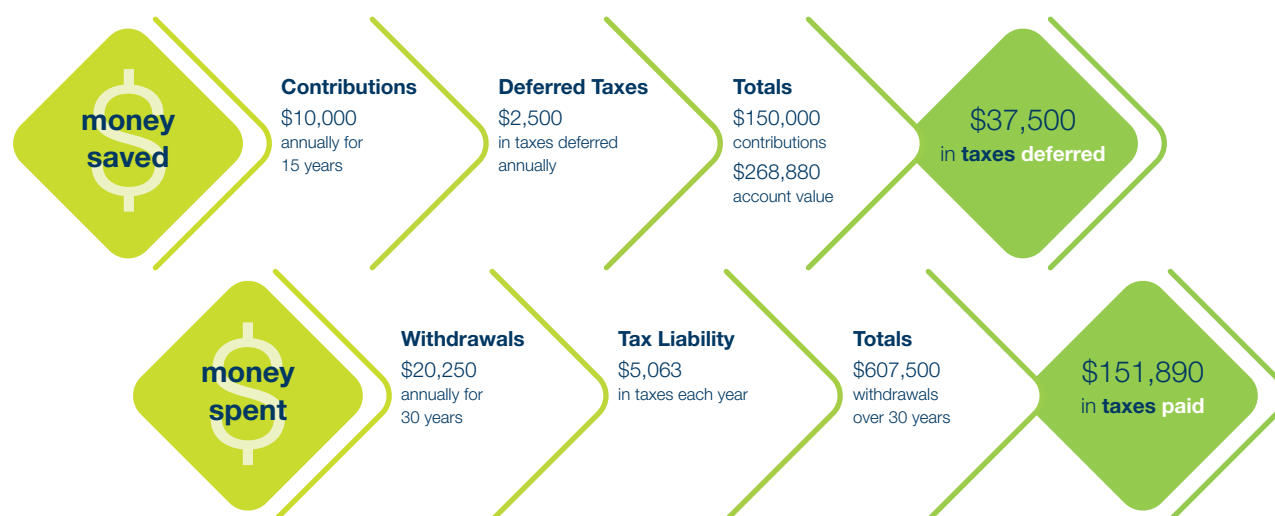 money
saved
Contributions
$10,000
annually for
15 years
Deferred Taxes
$2,500
in taxes deferred
annually
Totals
$150,000
contributions
$268,880
account value
$37,500
in taxes deferred
money
spent
Withdrawals
$20,250
annually for
30 years
Tax Liability
$5,063
in taxes each year
Totals
$607,500
withdrawals
over 30 years
$151,890
in taxes paid